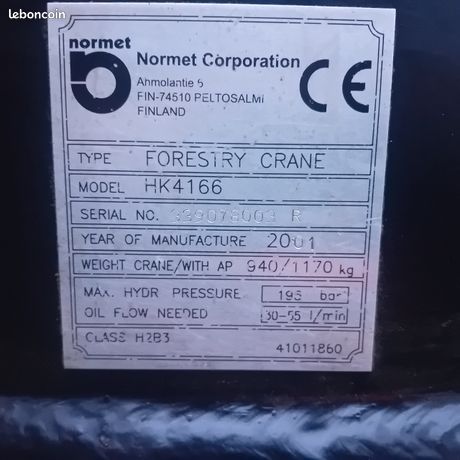 leboncoin
normet
Normet Corporation
Ahmolantie 6
FIN-74510 PELTOSALMI
FINLAND
CE
TYPE FORESTRY CRANE
MODEL HK4166
SERIAL NO. 339078003 R
YEAR OF MANUFACTURE 2001
WEIGHT CRANE/WITH AP 940/1170 kg
MAX. HYDR PRESSURE 195 bar
OIL FLOW NEEDED 30-55 l/min
CLASS H2B3 41011860